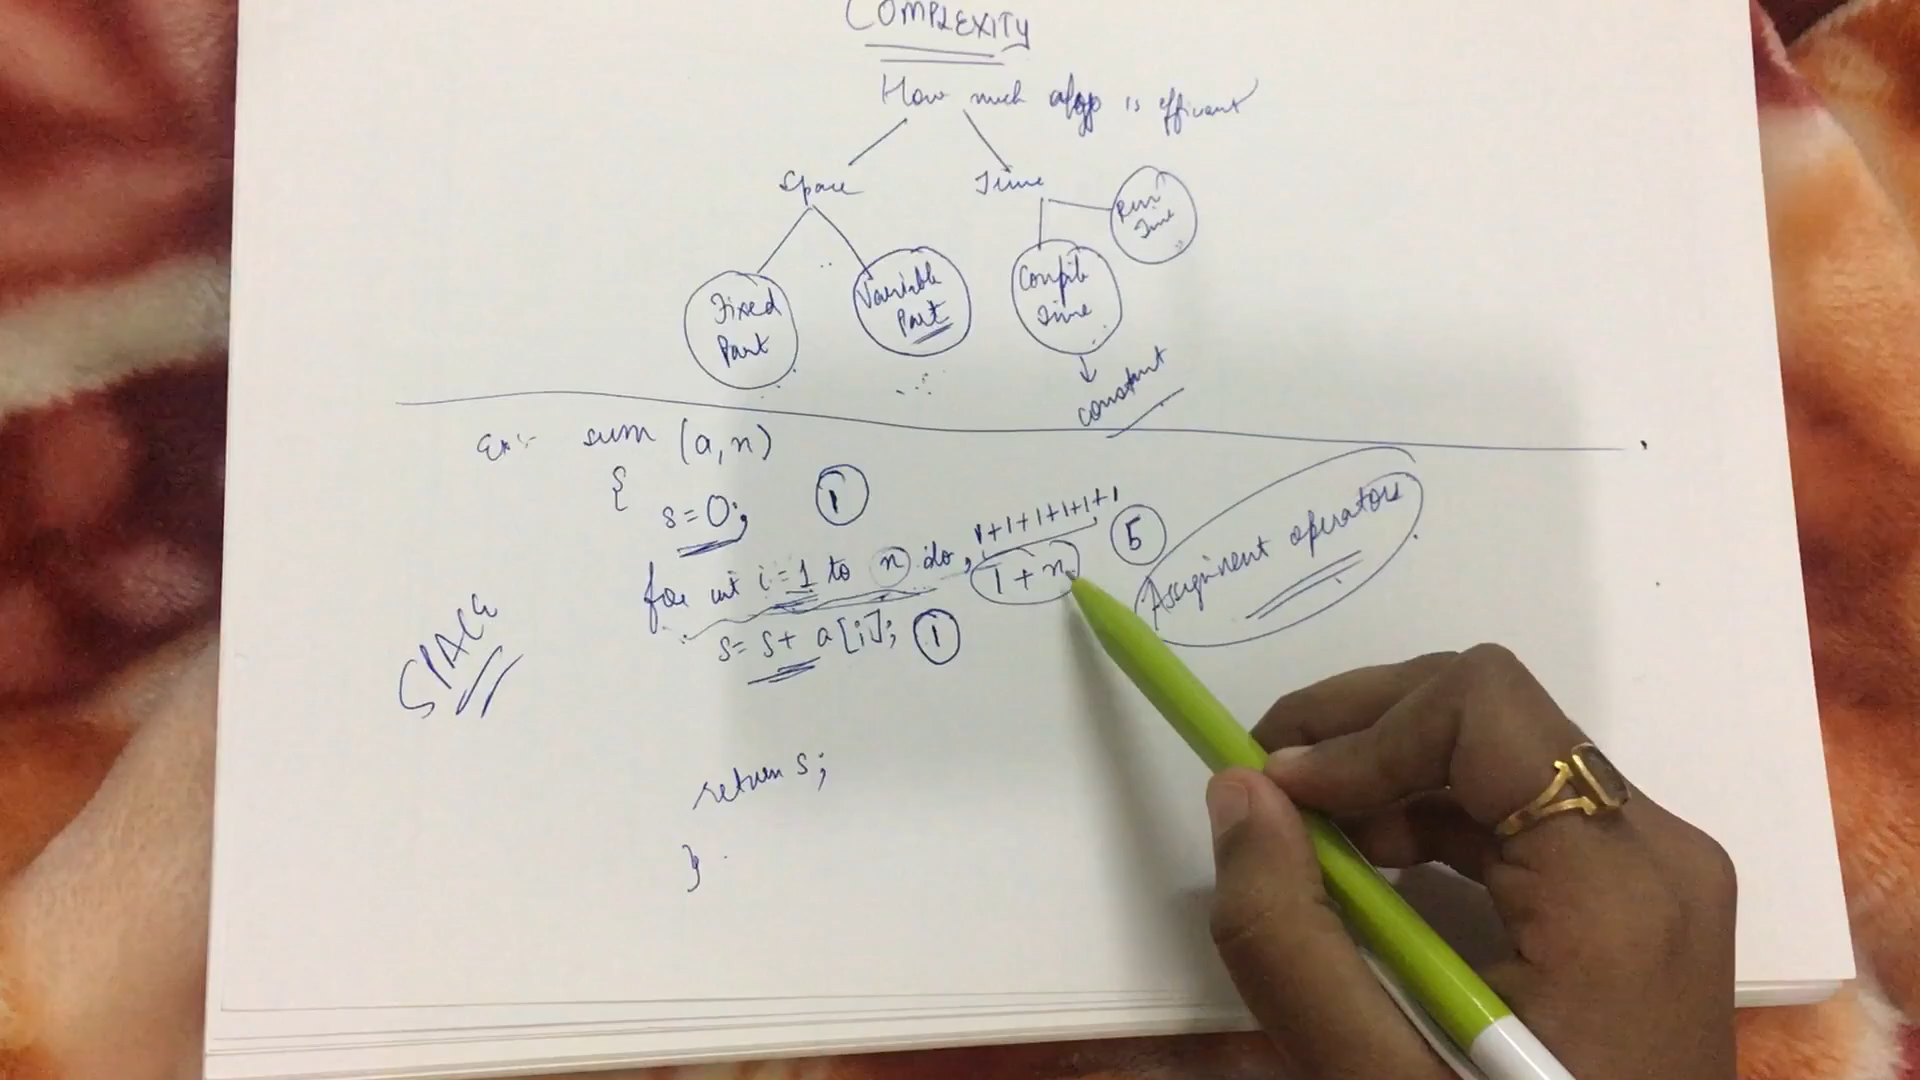 COMPLEXITY
How much algo is efficient
Space
Time
Run Time
Fixed Part
Variable Part
Compile Time
constant
Ex:- sum (a,n)
{
s=0; 1
1+1+1+1+1+1 5
for int i=1 to n do, 1+n
s= s+ a[i]; 1
Assignment operators
SPACE
return s;
}